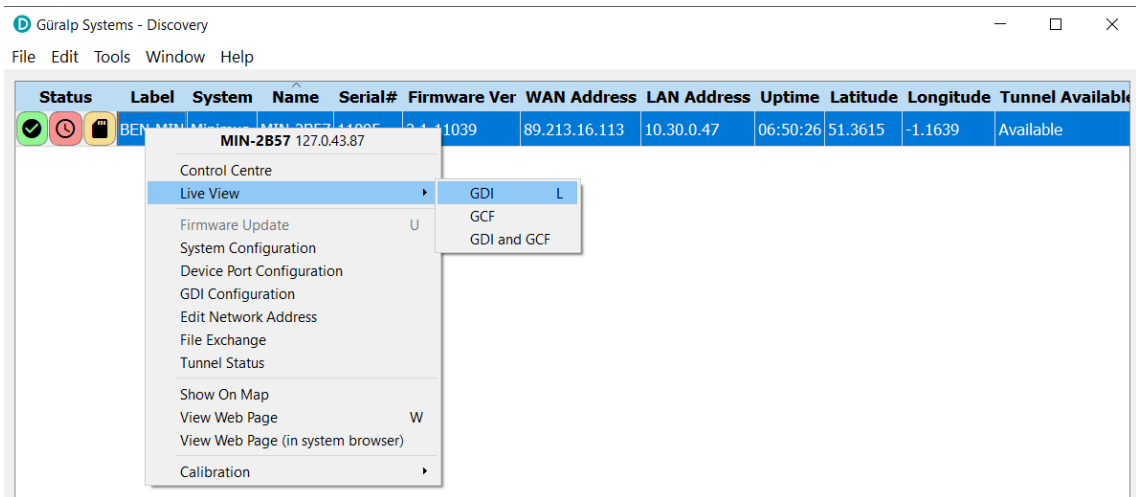 Güralp Systems - Discovery
File Edit Tools Window Help
Status Label System Name Serial# Firmware Ver WAN Address LAN Address Uptime Latitude Longitude Tunnel Available
89.213.16.113 10.30.0.47 06:50:26 51.3615 -1.1639 Available
MIN-2B57 127.0.43.87
Control Centre
Live View
GDI L
GCF
GDI and GCF
Firmware Update U
System Configuration
Device Port Configuration
GDI Configuration
Edit Network Address
File Exchange
Tunnel Status
Show On Map
View Web Page W
View Web Page (in system browser)
Calibration